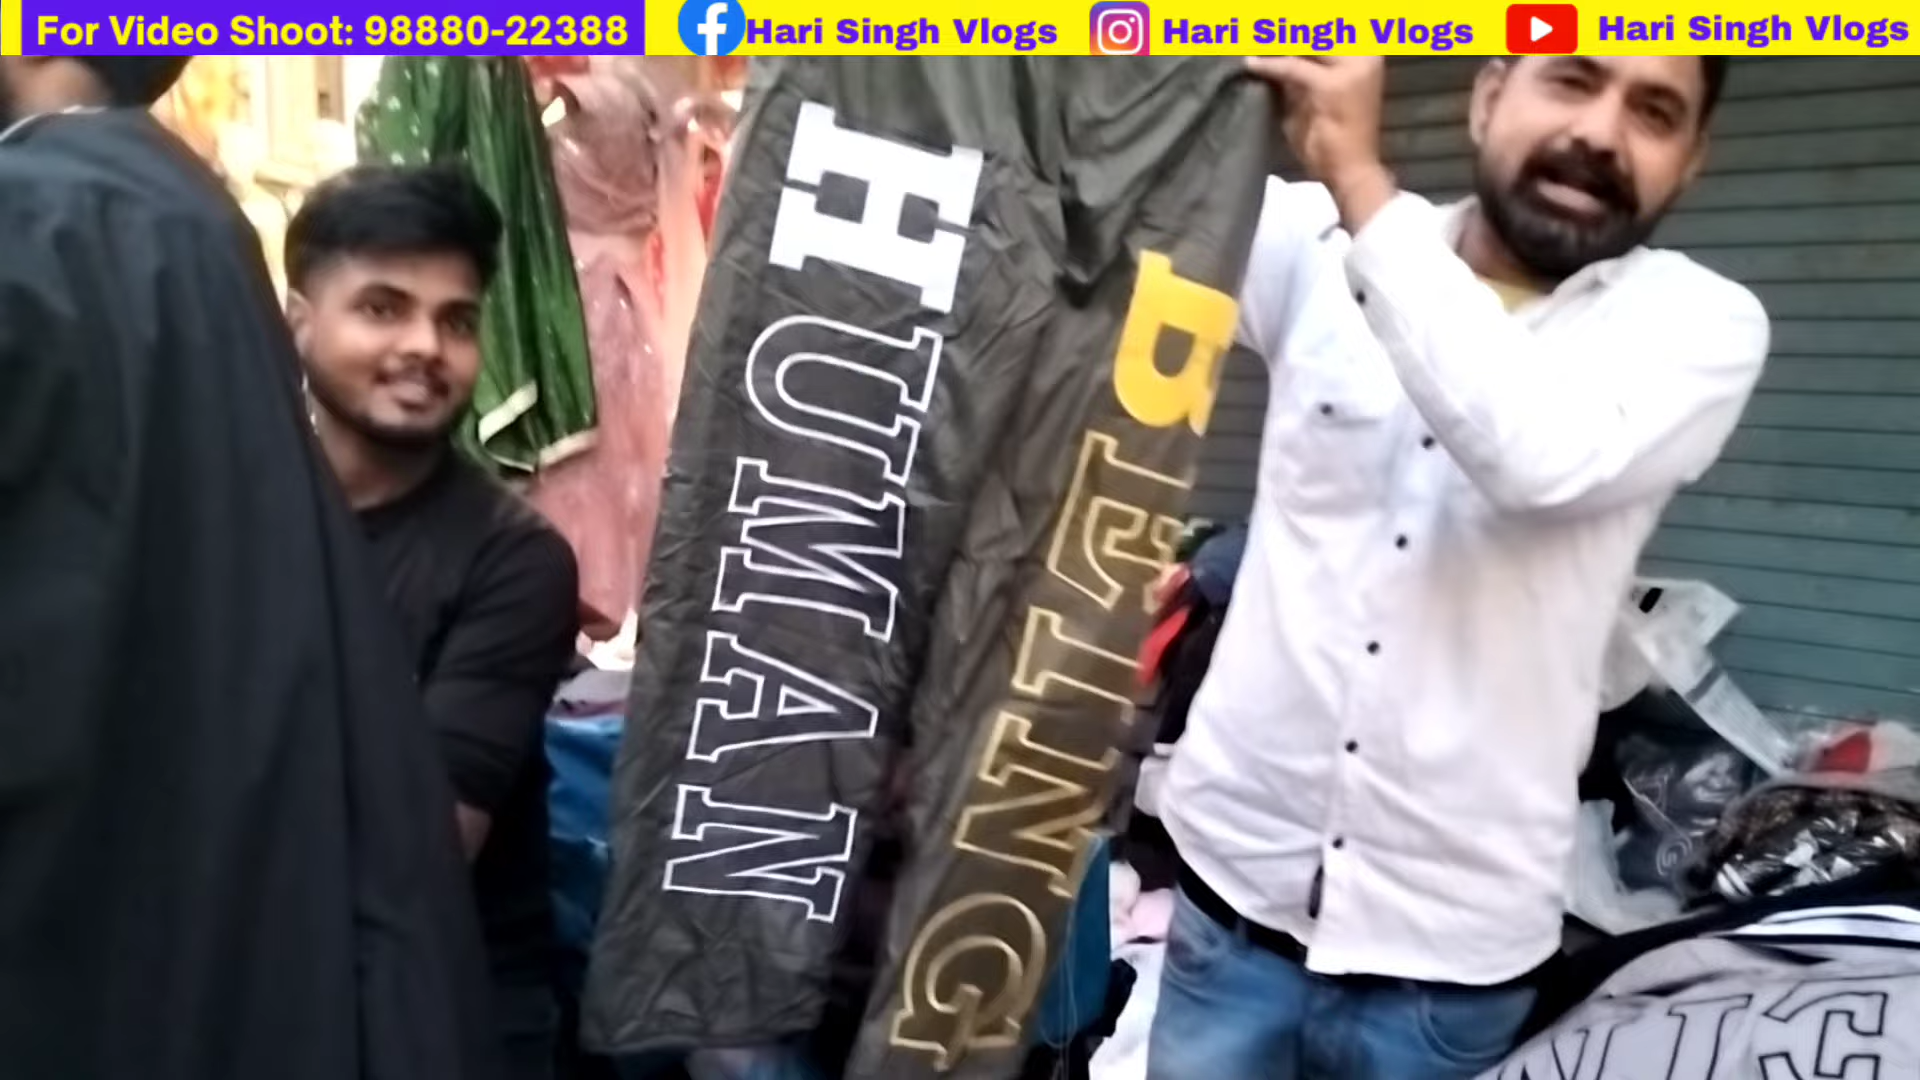 For Video Shoot: 98880-22388
Hari Singh Vlogs
Hari Singh Vlogs
Hari Singh Vlogs
HUMAN
BEING